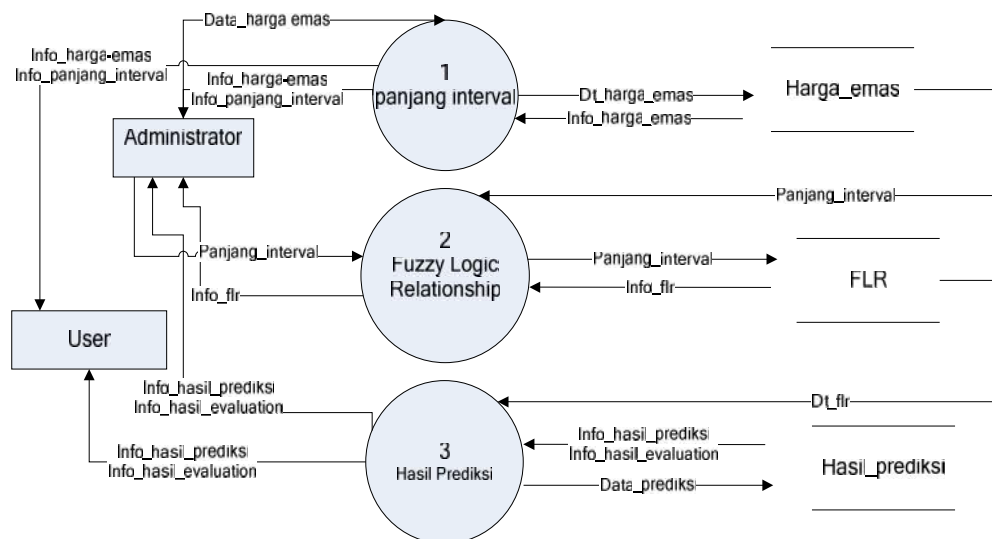 Data_harga emas
Info_harga-emas
Info_panjang_interval
Info_harga-emas
Info_panjang_interval
1
panjang interval
Dt_harga_emas
Info_harga_emas
Harga_emas
Administrator
Panjang_interval
2
Fuzzy Logic
Relationship
Panjang_interval
Info_flr
Panjang_interval
Info_flr
FLR
User
Info_hasil_prediksi
Info_hasil_evaluation
Dt_flr
Info_hasil_prediksi
Info_hasil_evaluation
3
Hasil Prediksi
Info_hasil_prediksi
Info_hasil_evaluation
Data_prediksi
Hasil_prediksi